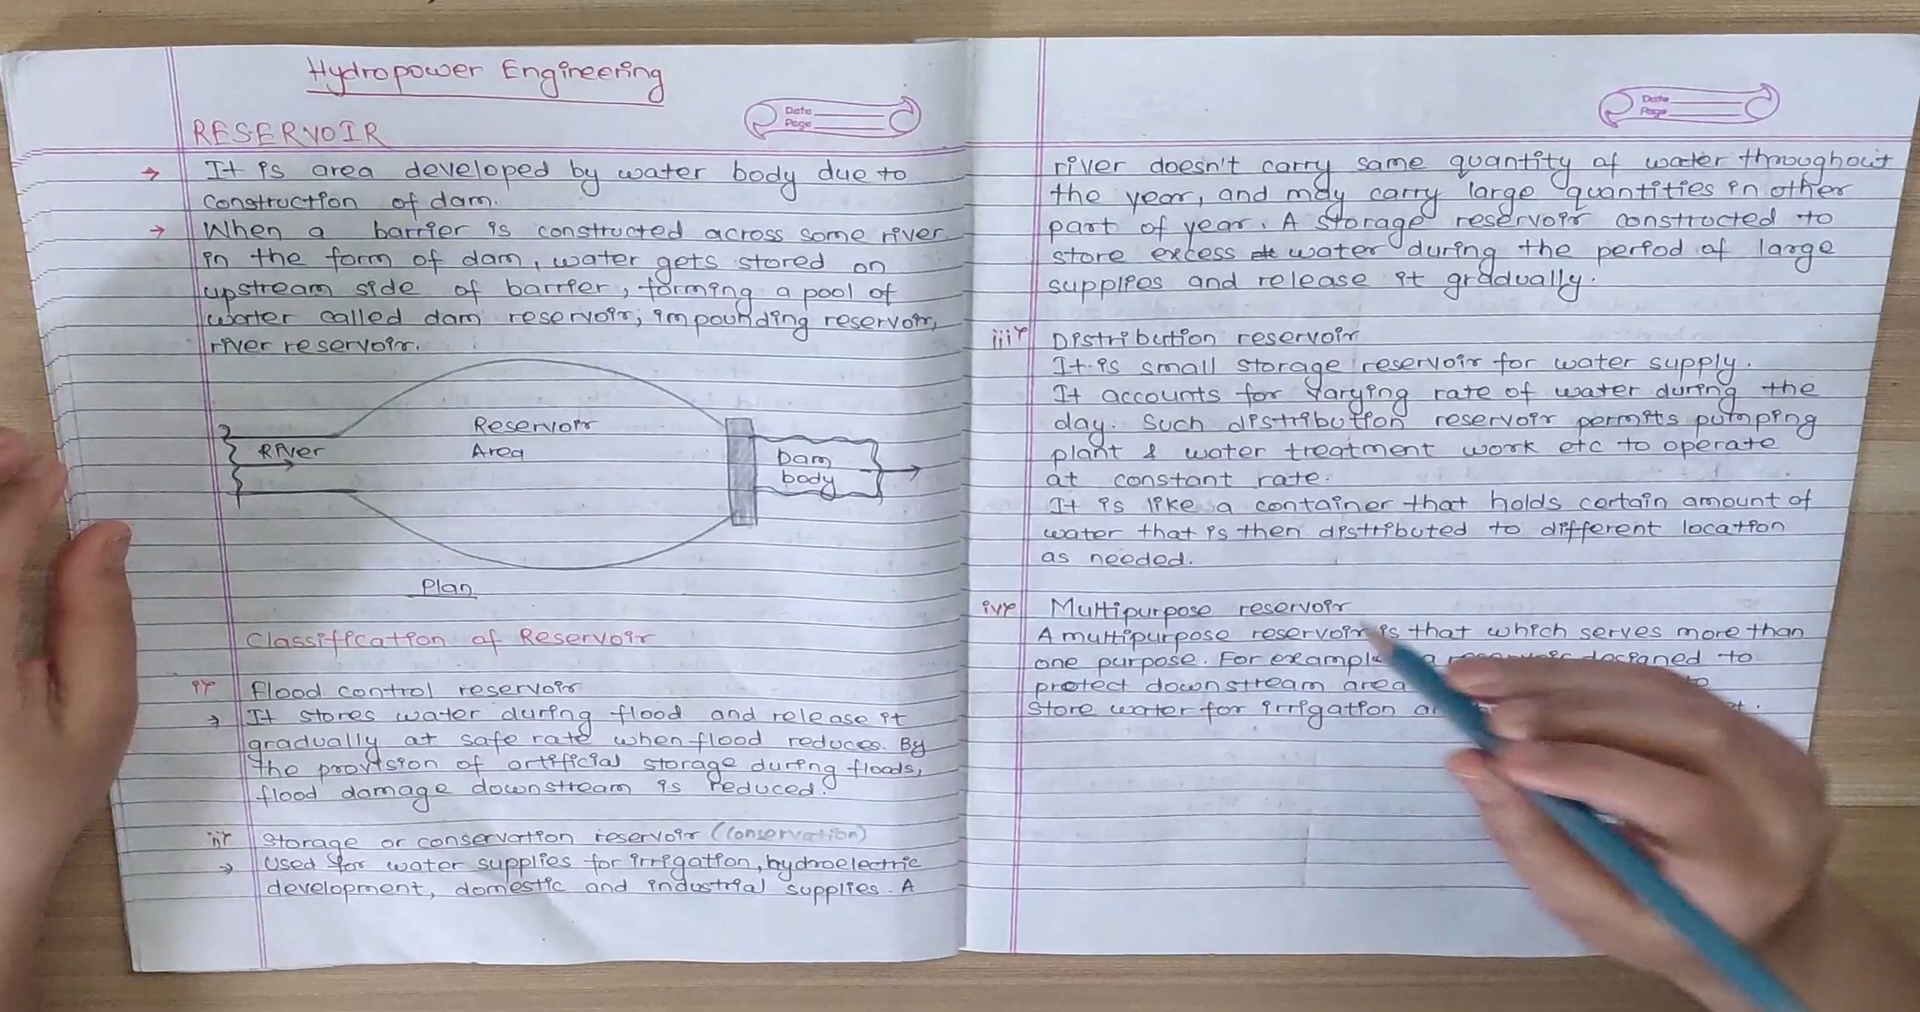 Hydropower Engineering
Date
Page
RESERVOIR
→ It is area developed by water body due to
construction of dam.
→ When a barrier is constructed across some river
in the form of dam, water gets stored on
upstream side of barrier, forming a pool of
water called dam reservoir, impounding reservoir,
river reservoir.
Reservoir
Area
River
Dam
body
Plan
Classification of Reservoir
i) Flood control reservoir
→ It stores water during flood and release it
gradually at safe rate when flood reduces. By
the provision of artificial storage during floods,
flood damage downstream is reduced.
ii) Storage or conservation reservoir (conservation)
→ Used for water supplies for irrigation, hydroelectric
development, domestic and industrial supplies. A
Date
Page
river doesn't carry same quantity of water throughout
the year, and may carry large quantities in other
part of year. A storage reservoir constructed to
store excess water during the period of large
supplies and release it gradually.
iii) Distribution reservoir
It is small storage reservoir for water supply.
It accounts for varying rate of water during the
day. Such distribution reservoir permits pumping
plant & water treatment work etc to operate
at constant rate.
It is like a container that holds certain amount of
water that is then distributed to different location
as needed.
iv) Multipurpose reservoir
A multipurpose reservoir is that which serves more than
one purpose. For example designed to
protect downstream area
store water for irrigation